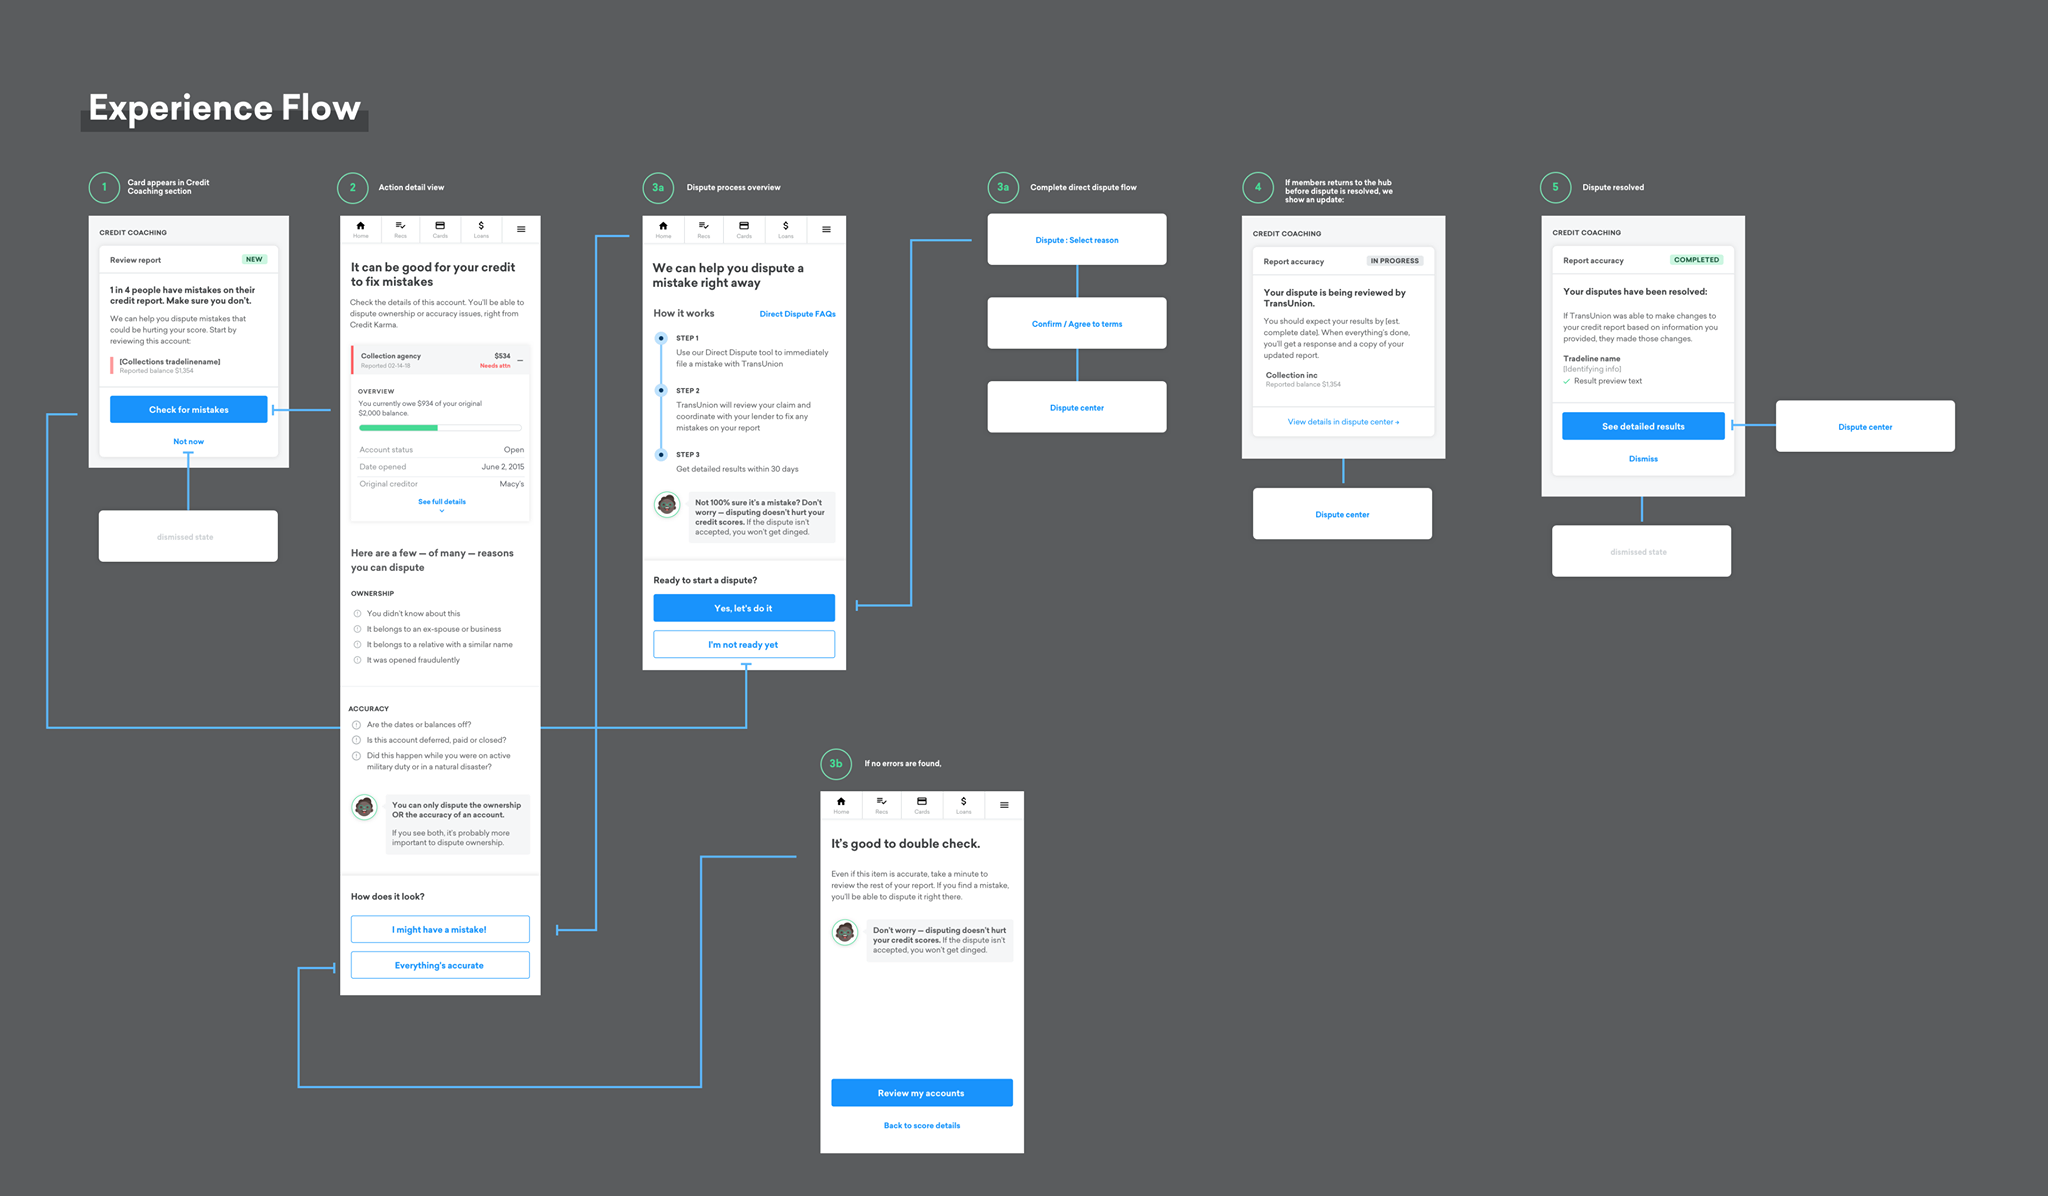 Experience Flow
1
Card appears in Credit
Coaching section
CREDIT COACHING
Review report
NEW
1 in 4 people have mistakes on their
credit report. Make sure you don't.
We can help you dispute mistakes that
could be hurting your score. Start by
reviewing this account:
[Collections tradelinename]
Reported balance $1,354
Check for mistakes
Not now
dismissed state
2
Action detail view
Home
Recs
Cards
Loans
It can be good for your credit
to fix mistakes
Check the details of this account. You'll be able to
dispute ownership or accuracy issues, right from
Credit Karma.
Collection agency
$534
Reported 02-14-18
Needs attn
OVERVIEW
You currently owe $934 of your original
$2,000 balance.
Account status
Open
Date opened
June 2, 2015
Original creditor
Macy's
See full details
Here are a few — of many — reasons
you can dispute
OWNERSHIP
You didn't know about this
It belongs to an ex-spouse or business
It belongs to a relative with a similar name
It was opened fraudulently
ACCURACY
Are the dates or balances off?
Is this account deferred, paid or closed?
Did this happen while you were on active
military duty or in a natural disaster?
You can only dispute the ownership
OR the accuracy of an account.
If you see both, it's probably more
important to dispute ownership.
How does it look?
I might have a mistake!
Everything's accurate
3a
Dispute process overview
Home
Recs
Cards
Loans
We can help you dispute a
mistake right away
How it works
Direct Dispute FAQs
STEP 1
Use our Direct Dispute tool to immediately
file a mistake with TransUnion
STEP 2
TransUnion will review your claim and
coordinate with your lender to fix any
mistakes on your report
STEP 3
Get detailed results within 30 days
Not 100% sure it's a mistake? Don't
worry — disputing doesn't hurt your
credit scores. If the dispute isn't
accepted, you won't get dinged.
Ready to start a dispute?
Yes, let's do it
I'm not ready yet
3a
Complete direct dispute flow
Dispute : Select reason
Confirm / Agree to terms
Dispute center
3b
If no errors are found,
Home
Recs
Cards
Loans
It's good to double check.
Even if this item is accurate, take a minute to
review the rest of your report. If you find a mistake,
you'll be able to dispute it right there.
Don't worry — disputing doesn't hurt
your credit scores. If the dispute isn't
accepted, you won't get dinged.
Review my accounts
Back to score details
4
If members returns to the hub
before dispute is resolved, we
show an update:
CREDIT COACHING
Report accuracy
IN PROGRESS
Your dispute is being reviewed by
TransUnion.
You should expect your results by [est.
complete date]. When everything's done,
you'll get a response and a copy of your
updated report.
Collection inc
Reported balance $1,354
View details in dispute center →
Dispute center
5
Dispute resolved
CREDIT COACHING
Report accuracy
COMPLETED
Your disputes have been resolved:
If TransUnion was able to make changes to
your credit report based on information you
provided, they made those changes.
Tradeline name
[Identifying info]
Result preview text
See detailed results
Dismiss
dismissed state
Dispute center